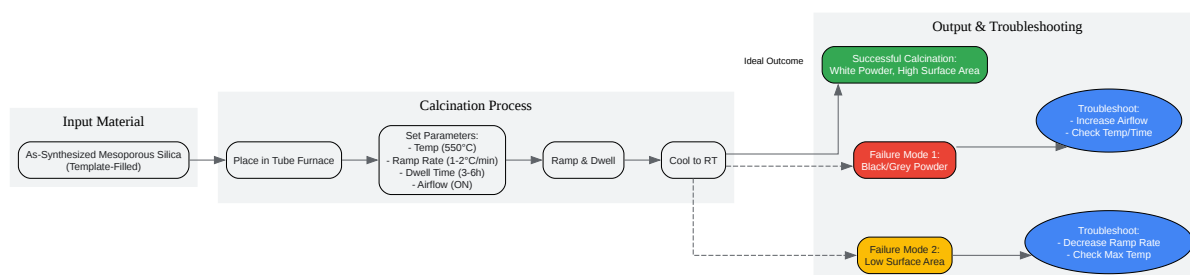 Input Material
As-Synthesized Mesoporous Silica
(Template-Filled)
Calcination Process
Place in Tube Furnace
Set Parameters:
- Temp (550°C)
- Ramp Rate (1-2°C/min)
- Dwell Time (3-6h)
- Airflow (ON)
Ramp & Dwell
Cool to RT
Output & Troubleshooting
Ideal Outcome
Successful Calcination:
White Powder, High Surface Area
Failure Mode 1:
Black/Grey Powder
Troubleshoot:
- Increase Airflow
- Check Temp/Time
Failure Mode 2:
Low Surface Area
Troubleshoot:
- Decrease Ramp Rate
- Check Max Temp